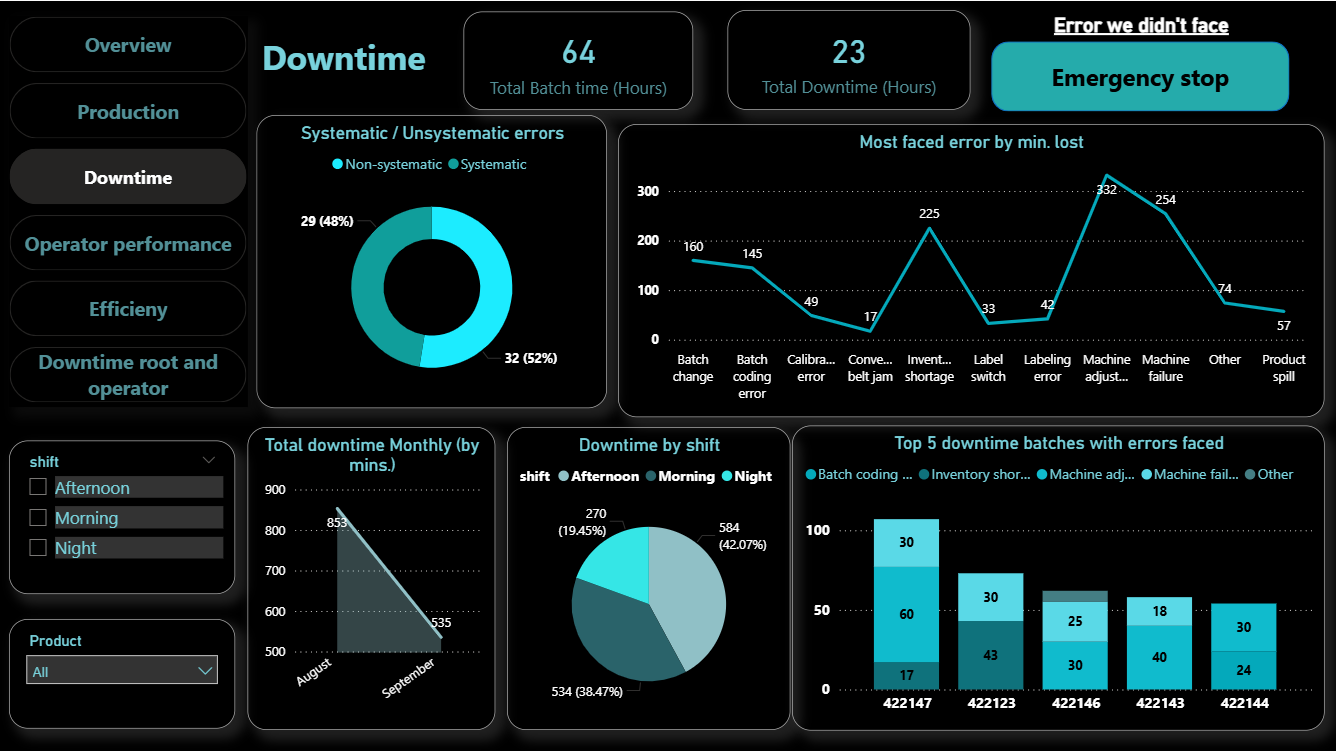 Overview
Production
Downtime
Operator performance
Efficieny
Downtime root and
operator
Downtime
64
Total Batch time (Hours)
23
Total Downtime (Hours)
Error we didn't face
Emergency stop
Systematic / Unsystematic errors
Non-systematic Systematic
29 (48%)
32 (52%)
Most faced error by min. lost
300
200
100
0
160
145
49
17
225
33
42
332
254
74
57
Batch
change
Batch
coding
error
Calibra...
error
Conve...
belt jam
Invent...
shortage
Label
switch
Labeling
error
Machine
adjust...
Machine
failure
Other
Product
spill
shift
Afternoon
Morning
Night
Product
All
Total downtime Monthly (by
mins.)
900
800
700
600
500
853
535
August
September
Downtime by shift
shift Afternoon Morning Night
270
(19.45%)
584
(42.07%)
534 (38.47%)
Top 5 downtime batches with errors faced
Batch coding ... Inventory shor... Machine adj... Machine fail... Other
100
50
0
30
60
17
30
43
25
30
18
40
30
24
422147
422123
422146
422143
422144